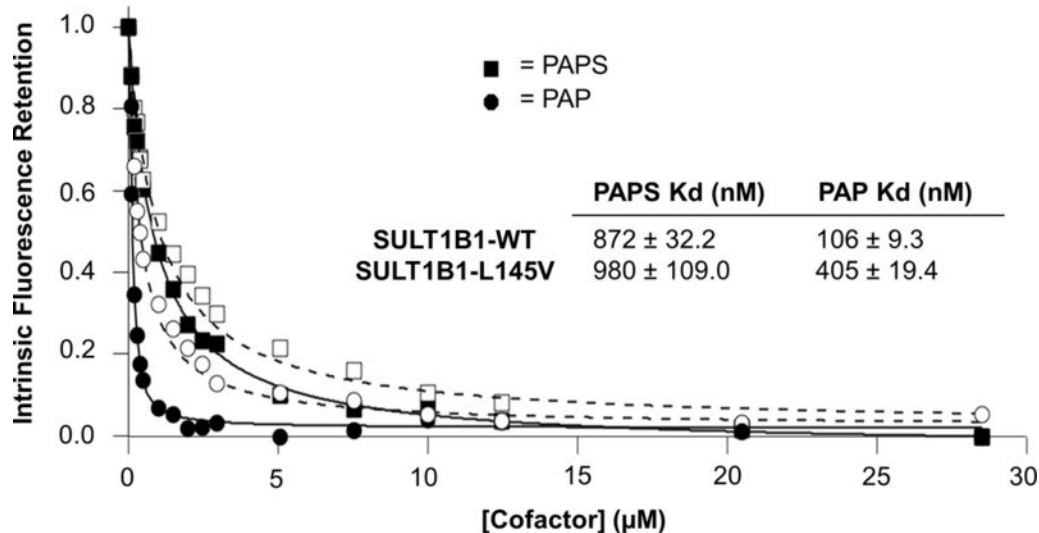 Intrinsic Fluorescence Retention
1.0
0.8
0.6
0.4
0.2
0.0
= PAPS
= PAP
PAPS Kd (nM) PAP Kd (nM)
SULT1B1-WT 872 ± 32.2 106 ± 9.3
SULT1B1-L145V 980 ± 109.0 405 ± 19.4
0 5 10 15 20 25 30
[Cofactor] (µM)